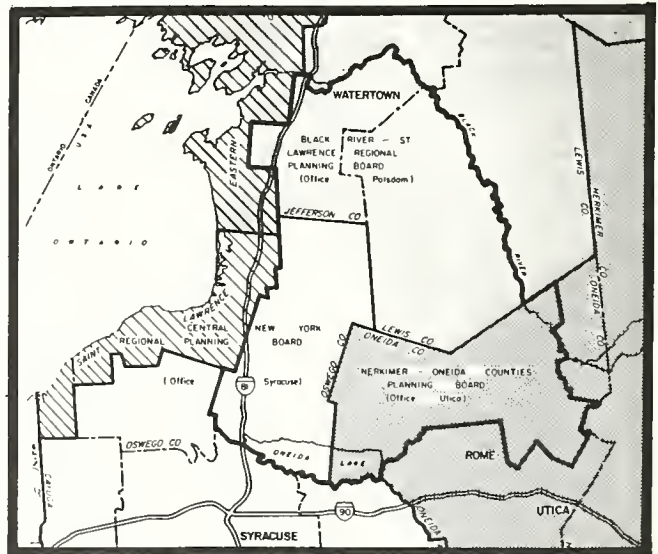 ONTARIO
CANADA
U S A
LAKE
ONTARIO
WATERTOWN
BLACK RIVER - ST
LAWRENCE REGIONAL
PLANNING BOARD
(Office Potsdam)
BLACK
RIVER
EASTERN
JEFFERSON CO
LEWIS CO.
HERKIMER CO.
ONEIDA CO.
SAINT LAWRENCE
CENTRAL NEW YORK
REGIONAL PLANNING BOARD
(Office Syracuse)
81
LEWIS CO
ONEIDA CO.
OSWEGO CO
HERKIMER - ONEIDA COUNTIES
PLANNING BOARD
(Office Utica)
OSWEGO CO
CAYUGA
ONEIDA LAKE
ROME
ONEIDA
90
SYRACUSE
UTICA